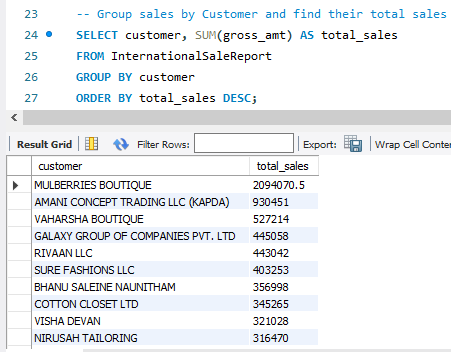 23 -- Group sales by Customer and find their total sales
24 SELECT customer, SUM(gross_amt) AS total_sales
25 FROM InternationalSaleReport
26 GROUP BY customer
27 ORDER BY total_sales DESC;
Result Grid Filter Rows: Export: Wrap Cell Conte
customer total_sales
MULBERRIES BOUTIQUE 2094070.5
AMANI CONCEPT TRADING LLC (KAPDA) 930451
VAHARSHA BOUTIQUE 527214
GALAXY GROUP OF COMPANIES PVT. LTD 445058
RIVAAN LLC 443042
SURE FASHIONS LLC 403253
BHANU SALEINE NAUNITHAM 356998
COTTON CLOSET LTD 345265
VISHA DEVAN 321028
NIRUSAH TAILORING 316470